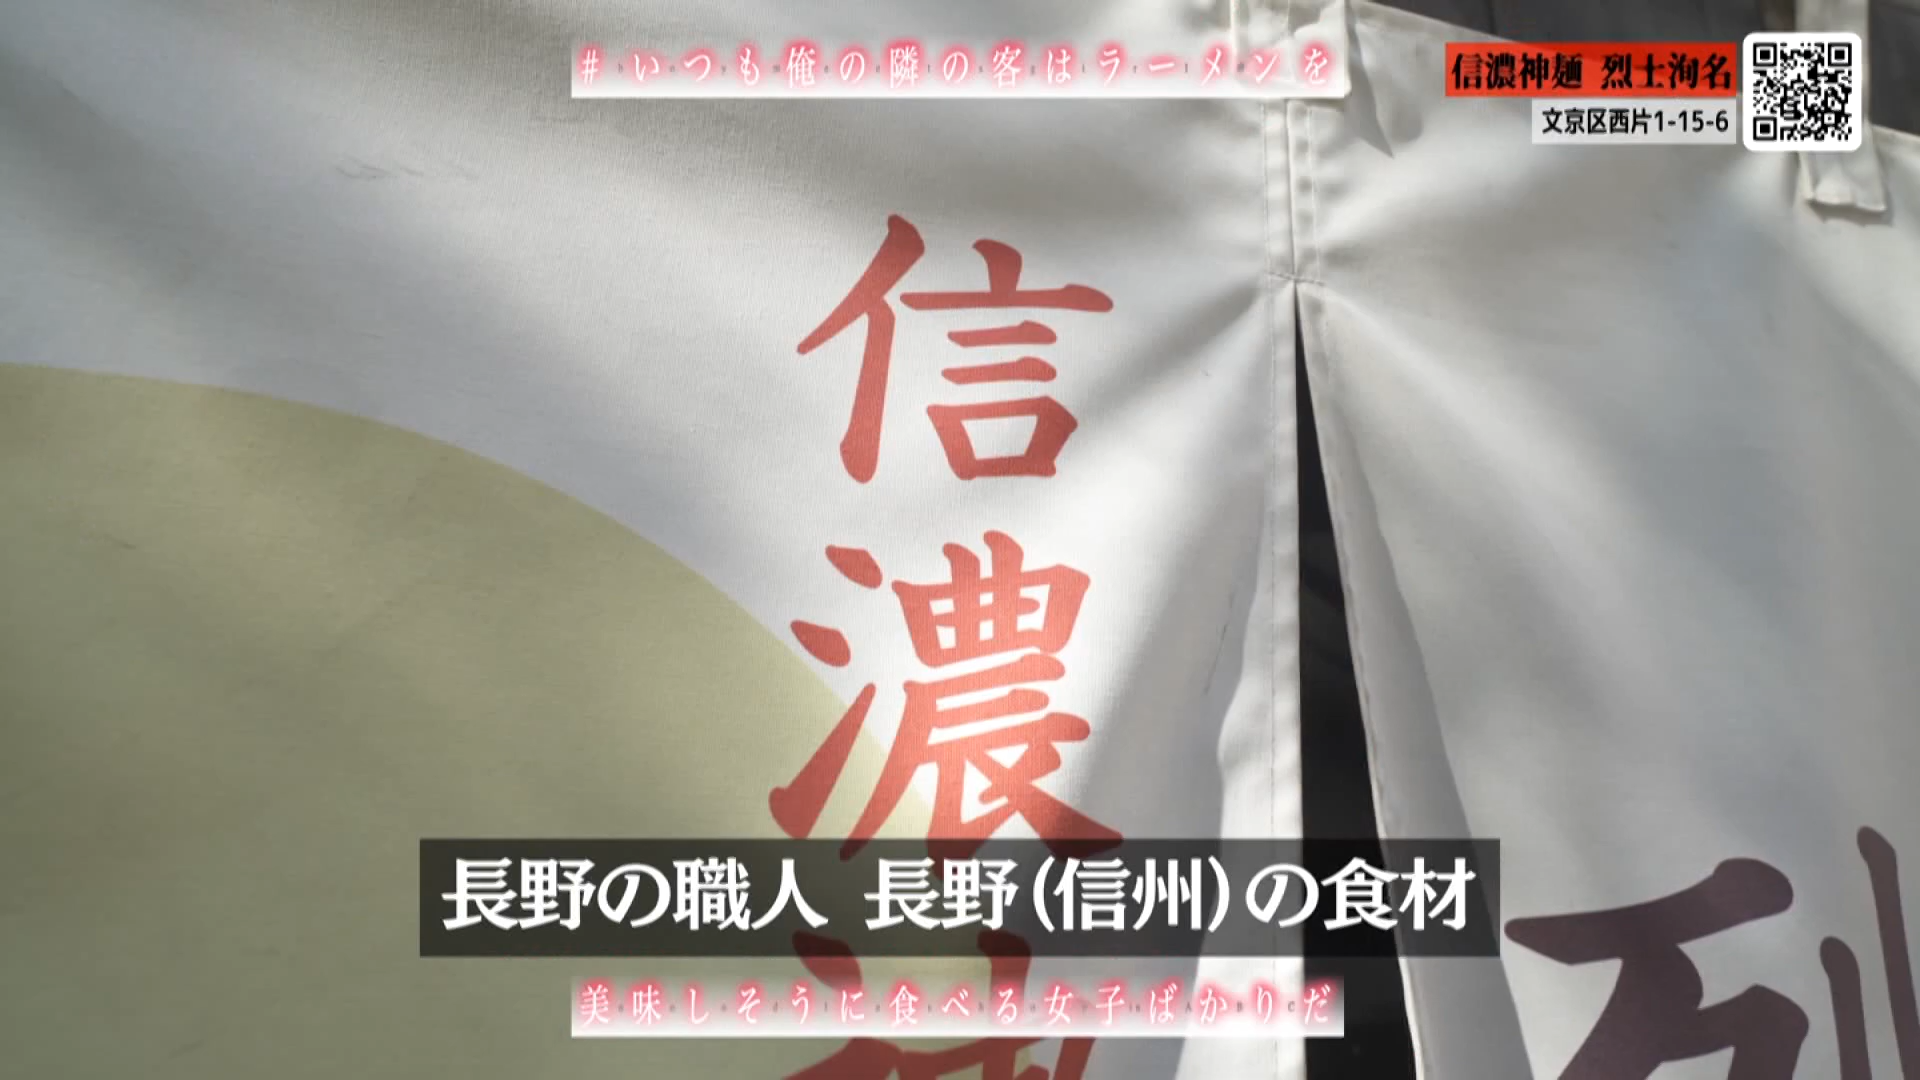 #いつも俺の隣の客はラーメンを
信濃神麺 烈士洵名
文京区西片1-15-6
信濃神
烈
長野の職人 長野(信州)の食材
美味しそうに食べる女子ばかりだ